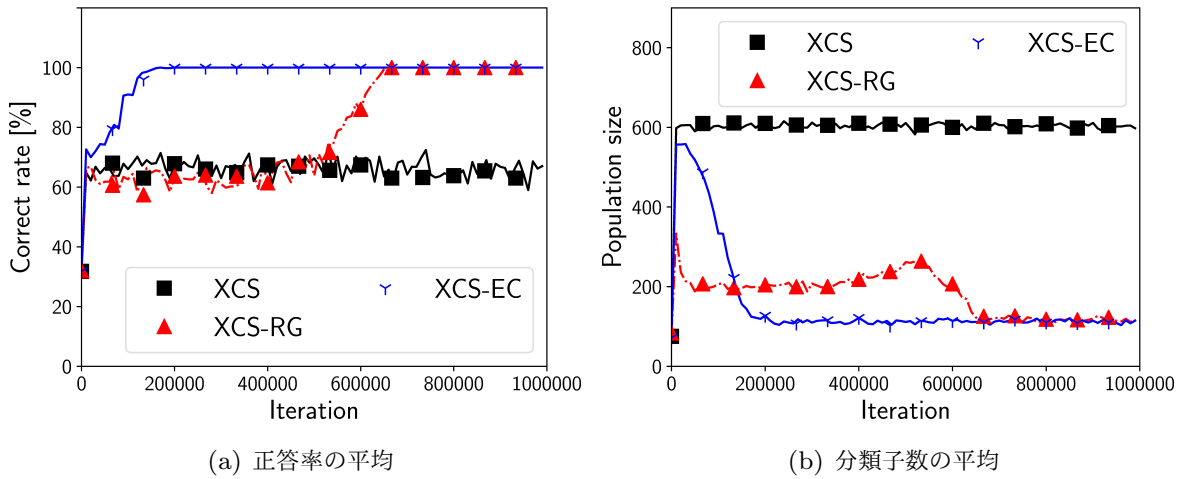 Correct rate [%]
100
80
60
40
20
0
XCS
XCS-RG
XCS-EC
0 200000 400000 600000 800000 1000000
Iteration
(a) 正答率の平均
Population size
800
600
400
200
0
XCS
XCS-RG
XCS-EC
0 200000 400000 600000 800000 1000000
Iteration
(b) 分類子数の平均